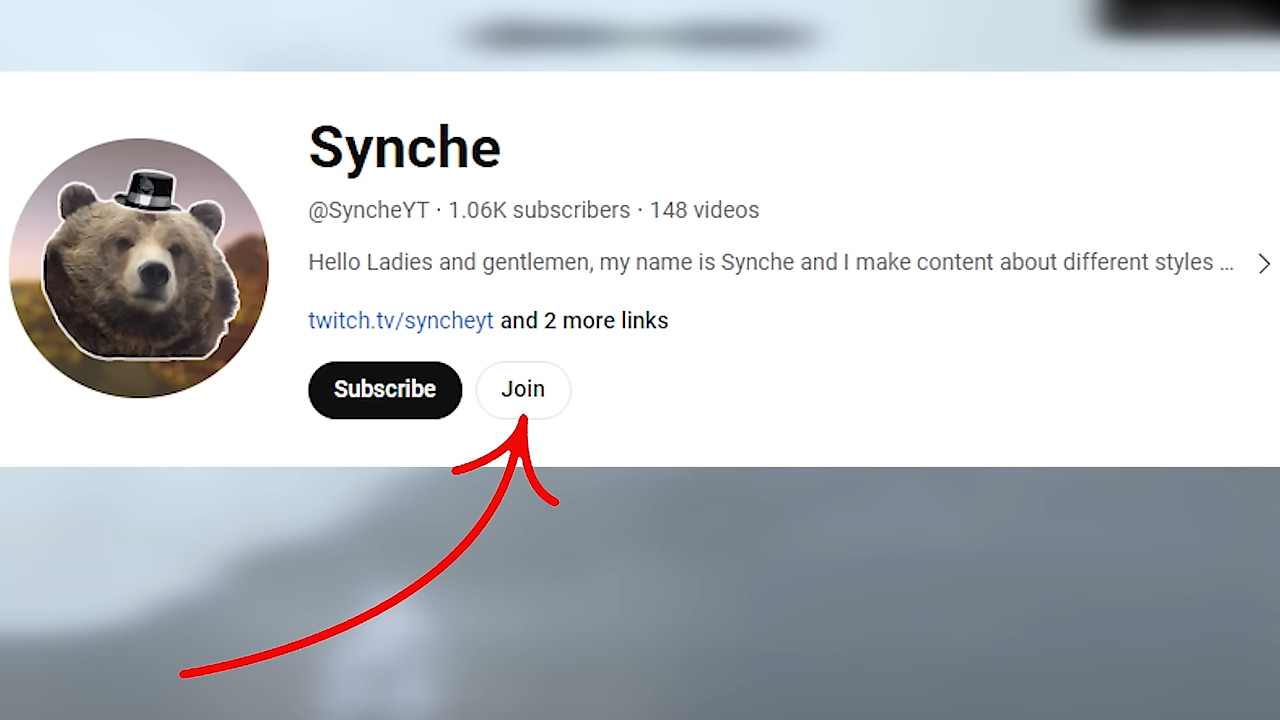 Synche
@SyncheYT · 1.06K subscribers · 148 videos
Hello Ladies and gentlemen, my name is Synche and I make content about different styles ...
twitch.tv/syncheyt and 2 more links
Subscribe Join